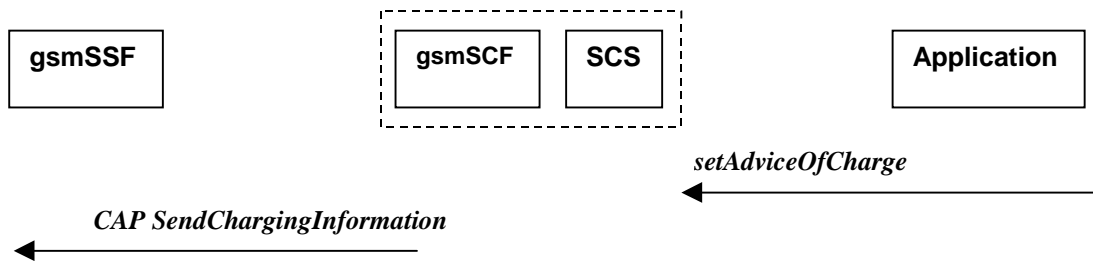 gsmSSF gsmSCF SCS Application
setAdviceOfCharge
CAP SendChargingInformation